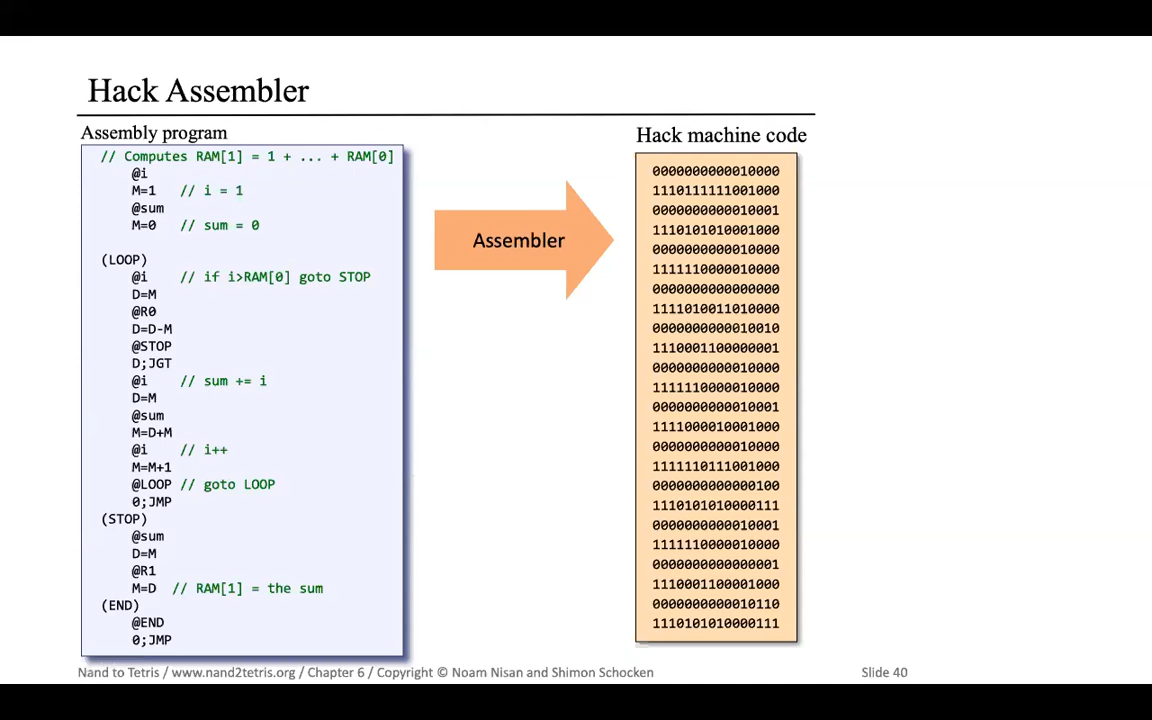 Hack Assembler
Assembly program
// Computes RAM[1] = 1 + ... + RAM[0]
@i
M=1 // i = 1
@sum
M=0 // sum = 0
(LOOP)
@i // if i>RAM[0] goto STOP
D=M
@R0
D=D-M
@STOP
D;JGT
@i // sum += i
D=M
@sum
M=D+M
@i // i++
M=M+1
@LOOP // goto LOOP
0;JMP
(STOP)
@sum
D=M
@R1
M=D // RAM[1] = the sum
(END)
@END
0;JMP
Assembler
Hack machine code
0000000000010000
1110111111001000
0000000000010001
1110101010001000
0000000000010000
1111110000010000
0000000000000000
1111010011010000
0000000000010010
1110001100000001
0000000000010000
1111110000010000
0000000000010001
1111000010001000
0000000000010000
1111110111001000
0000000000000100
1110101010000111
0000000000010001
1111110000010000
0000000000000001
1110001100001000
0000000000010110
1110101010000111
Nand to Tetris / www.nand2tetris.org / Chapter 6 / Copyright © Noam Nisan and Shimon Schocken
Slide 40